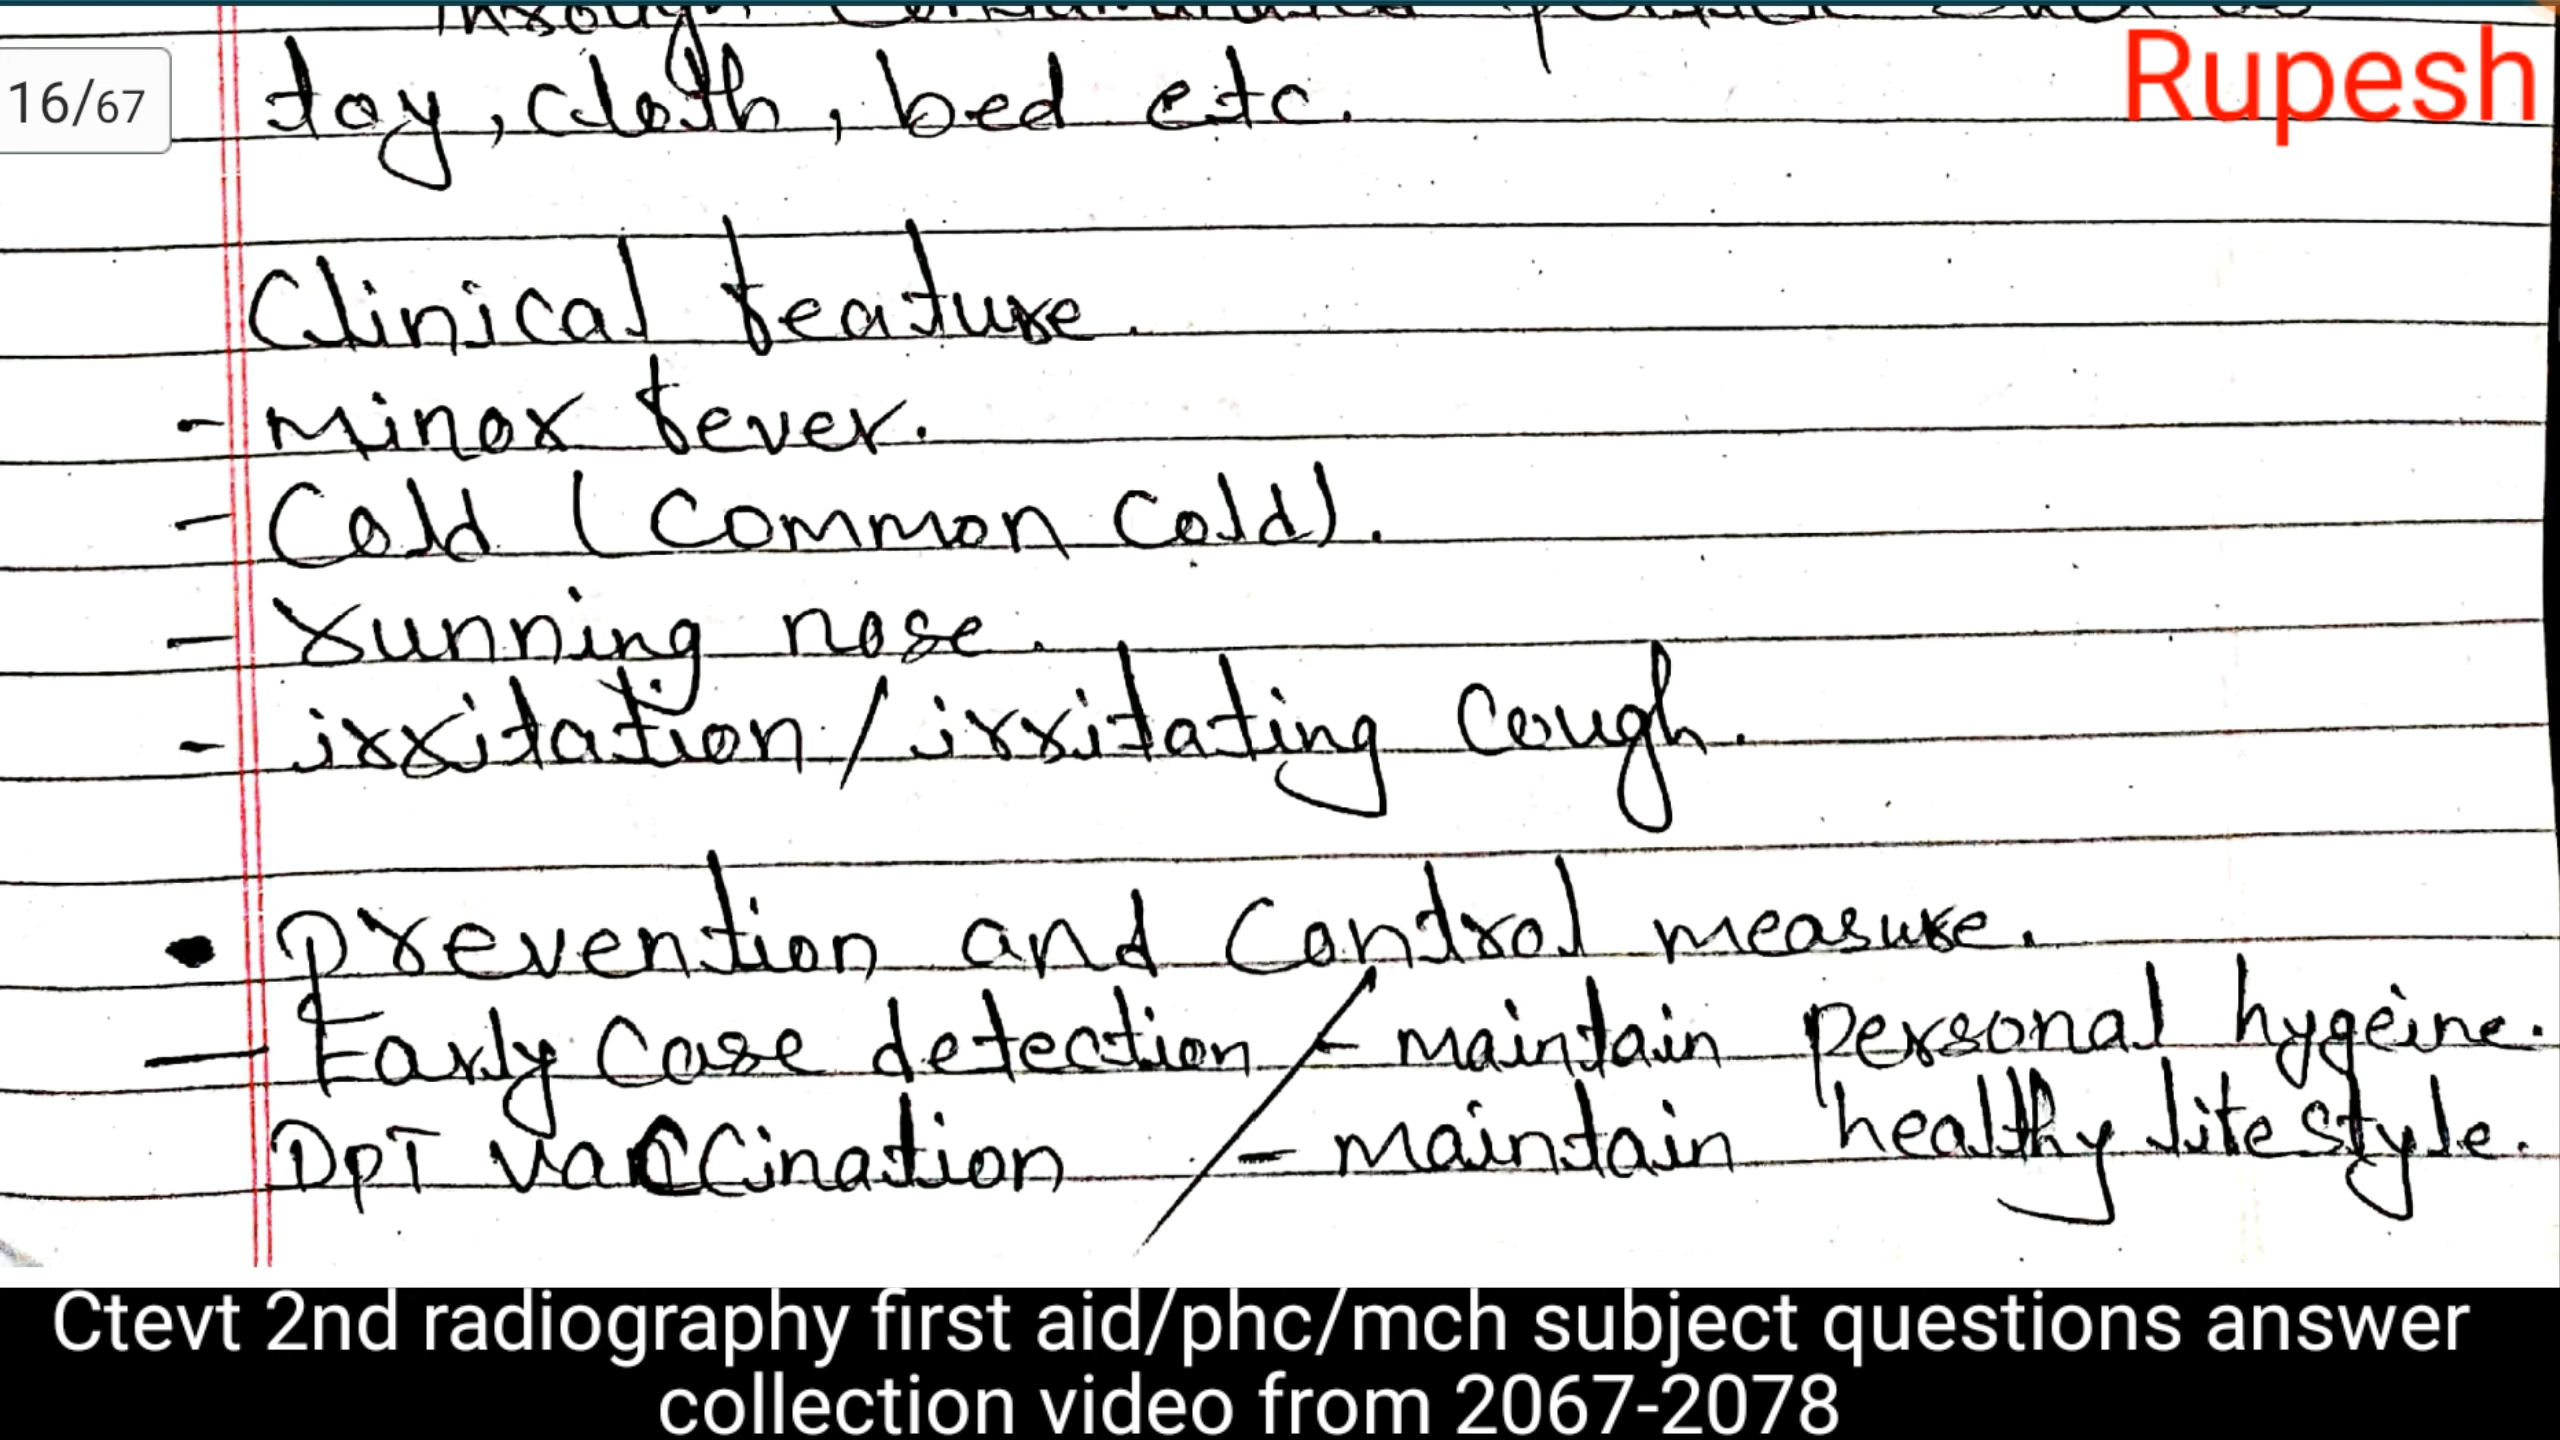 through
Rupesh
16/67
toy, cloth, bed etc.
Clinical feature.
- Minor fever.
- Cold (Common Cold).
- running nose.
- irritation / irritating Cough.
• prevention and Control measure.
- Early Case detection / - maintain personal hygeine.
DpT vacCination / - maintain healthy lifestyle.
Ctevt 2nd radiography first aid/phc/mch subject questions answer
collection video from 2067-2078